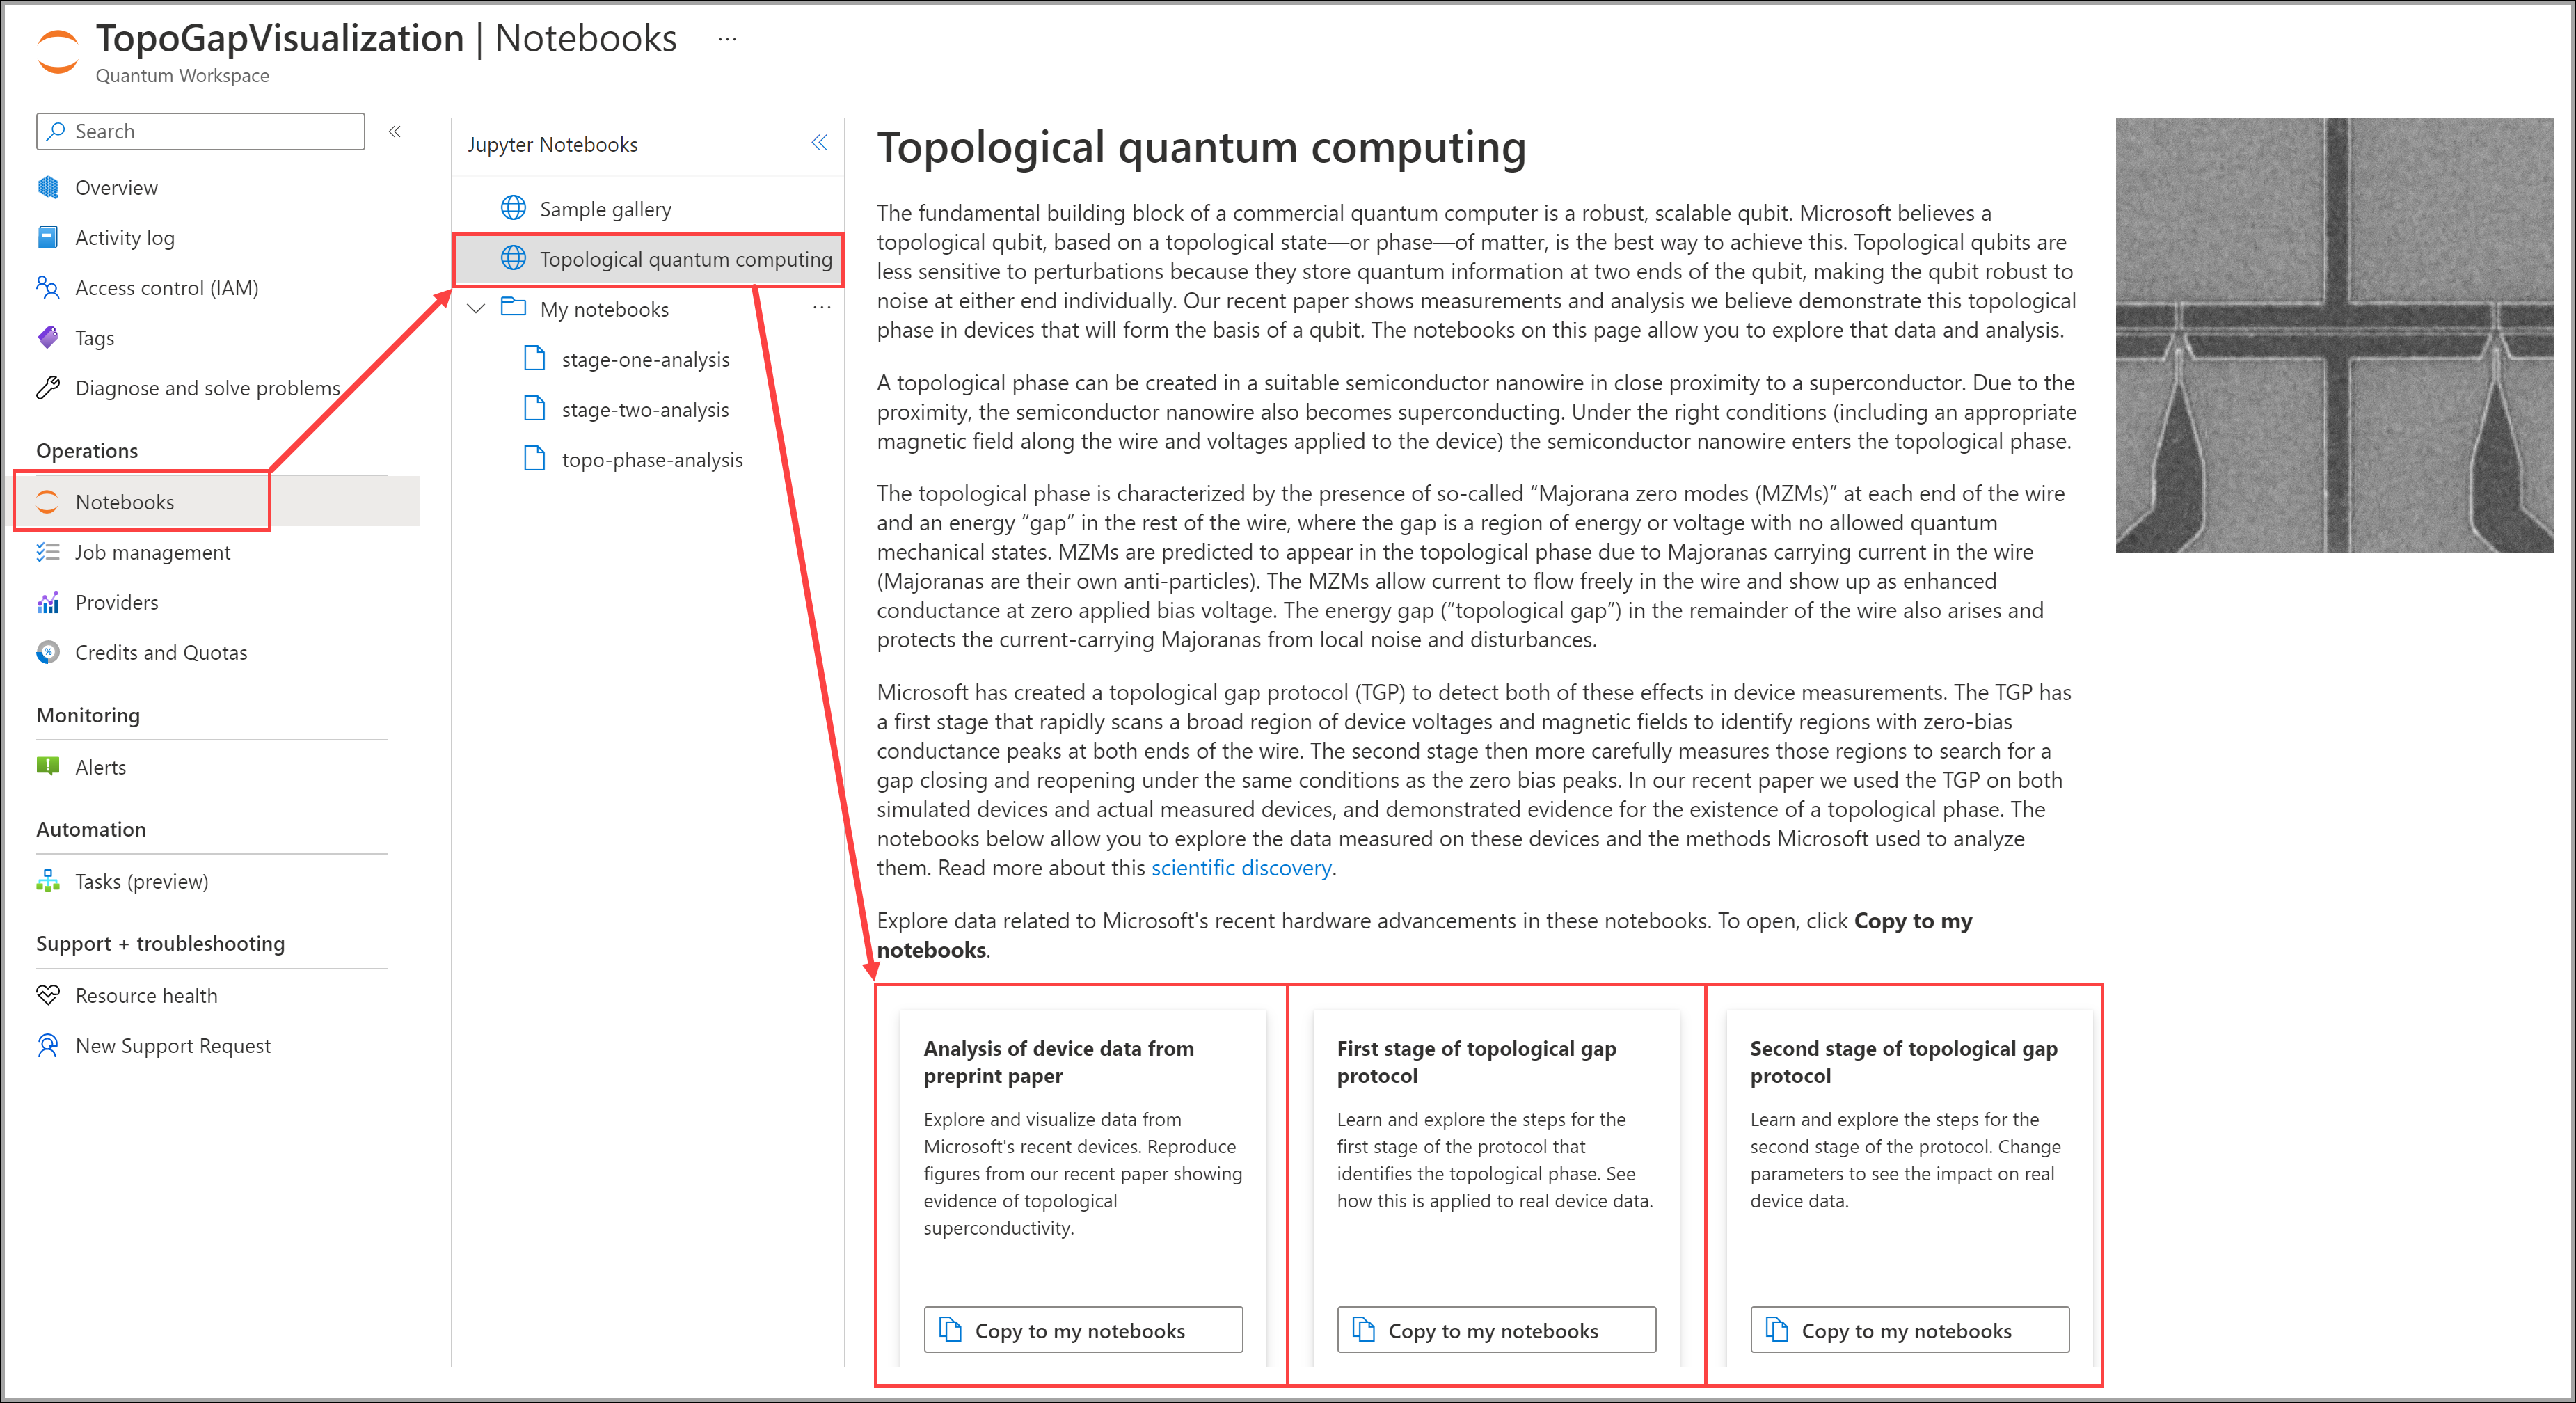 TopoGapVisualization | Notebooks ...
Quantum Workspace
Search
Overview
Activity log
Access control (IAM)
Tags
Diagnose and solve problems
Operations
Notebooks
Job management
Providers
Credits and Quotas
Monitoring
Alerts
Automation
Tasks (preview)
Support + troubleshooting
Resource health
New Support Request
Jupyter Notebooks
Sample gallery
Topological quantum computing
My notebooks ...
stage-one-analysis
stage-two-analysis
topo-phase-analysis
Topological quantum computing
The fundamental building block of a commercial quantum computer is a robust, scalable qubit. Microsoft believes a
topological qubit, based on a topological state—or phase—of matter, is the best way to achieve this. Topological qubits are
less sensitive to perturbations because they store quantum information at two ends of the qubit, making the qubit robust to
noise at either end individually. Our recent paper shows measurements and analysis we believe demonstrate this topological
phase in devices that will form the basis of a qubit. The notebooks on this page allow you to explore that data and analysis.
A topological phase can be created in a suitable semiconductor nanowire in close proximity to a superconductor. Due to the
proximity, the semiconductor nanowire also becomes superconducting. Under the right conditions (including an appropriate
magnetic field along the wire and voltages applied to the device) the semiconductor nanowire enters the topological phase.
The topological phase is characterized by the presence of so-called “Majorana zero modes (MZMs)” at each end of the wire
and an energy “gap” in the rest of the wire, where the gap is a region of energy or voltage with no allowed quantum
mechanical states. MZMs are predicted to appear in the topological phase due to Majoranas carrying current in the wire
(Majoranas are their own anti-particles). The MZMs allow current to flow freely in the wire and show up as enhanced
conductance at zero applied bias voltage. The energy gap (“topological gap”) in the remainder of the wire also arises and
protects the current-carrying Majoranas from local noise and disturbances.
Microsoft has created a topological gap protocol (TGP) to detect both of these effects in device measurements. The TGP has
a first stage that rapidly scans a broad region of device voltages and magnetic fields to identify regions with zero-bias
conductance peaks at both ends of the wire. The second stage then more carefully measures those regions to search for a
gap closing and reopening under the same conditions as the zero bias peaks. In our recent paper we used the TGP on both
simulated devices and actual measured devices, and demonstrated evidence for the existence of a topological phase. The
notebooks below allow you to explore the data measured on these devices and the methods Microsoft used to analyze
them. Read more about this scientific discovery.
Explore data related to Microsoft's recent hardware advancements in these notebooks. To open, click Copy to my
notebooks.
Analysis of device data from
preprint paper
Explore and visualize data from
Microsoft's recent devices. Reproduce
figures from our recent paper showing
evidence of topological
superconductivity.
Copy to my notebooks
First stage of topological gap
protocol
Learn and explore the steps for the
first stage of the protocol that
identifies the topological phase. See
how this is applied to real device data.
Copy to my notebooks
Second stage of topological gap
protocol
Learn and explore the steps for the
second stage of the protocol. Change
parameters to see the impact on real
device data.
Copy to my notebooks